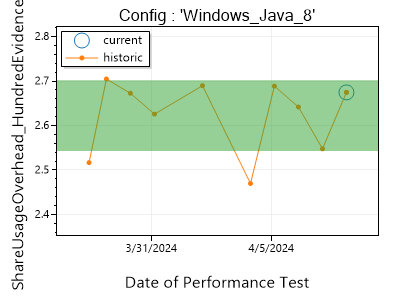 Config : 'Windows_Java_8'
ShareUsageOverhead_HundredEvidence
current
historic
2.8
2.7
2.6
2.5
2.4
3/31/2024
4/5/2024
Date of Performance Test